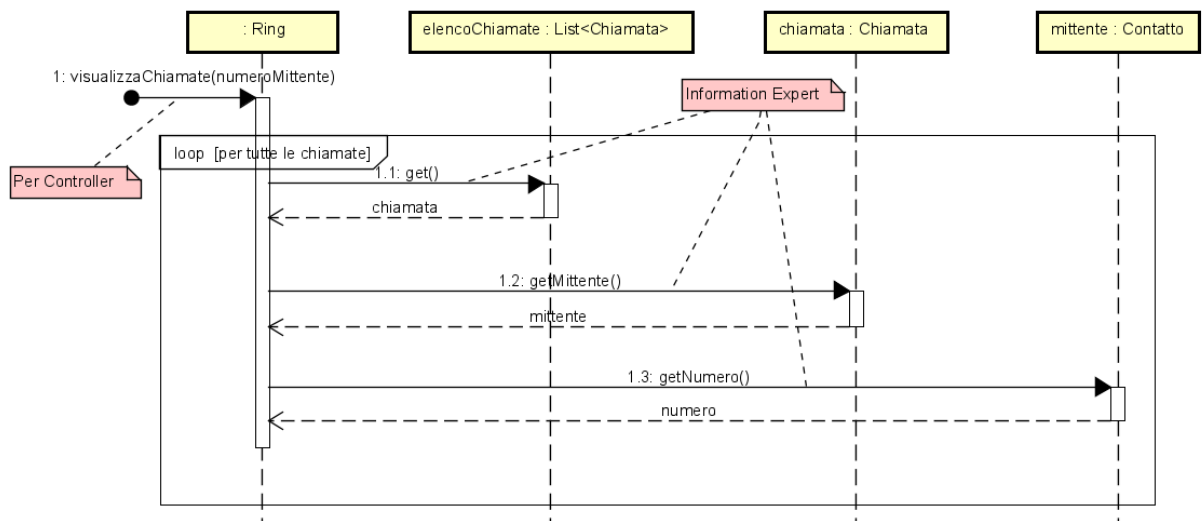 : Ring
elencoChiamate : List<Chiamata>
chiamata : Chiamata
mittente : Contatto
1: visualizzaChiamate(numeroMittente)
Information Expert
loop [per tutte le chiamate]
Per Controller
1.1: get()
chiamata
1.2: getMittente()
mittente
1.3: getNumero()
numero